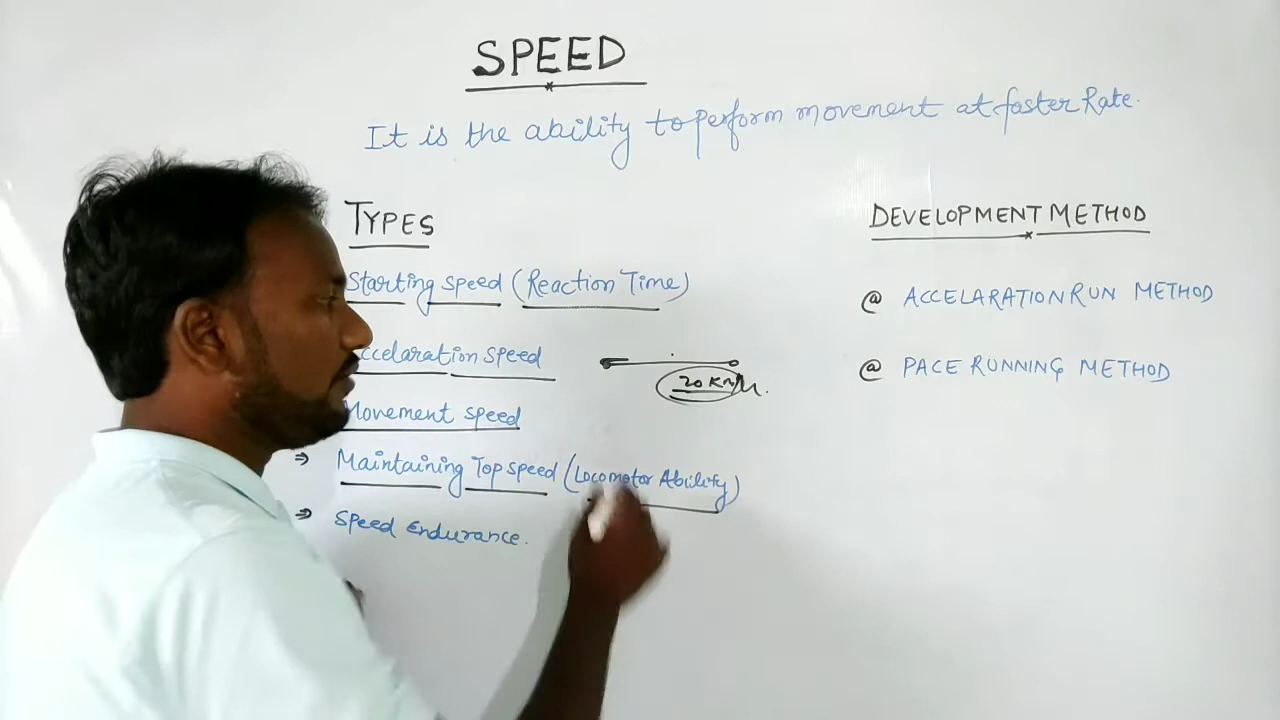 SPEED
It is the ability to perform movement at faster Rate.
TYPES
Starting speed (Reaction Time)
ccelaration speed
20 Km/h.
Movement speed
⇒ Maintaining Top speed (Locomotor Ability)
⇒ Speed Endurance.
DEVELOPMENT METHOD
@ ACCELARATION RUN METHOD
@ PACE RUNNING METHOD